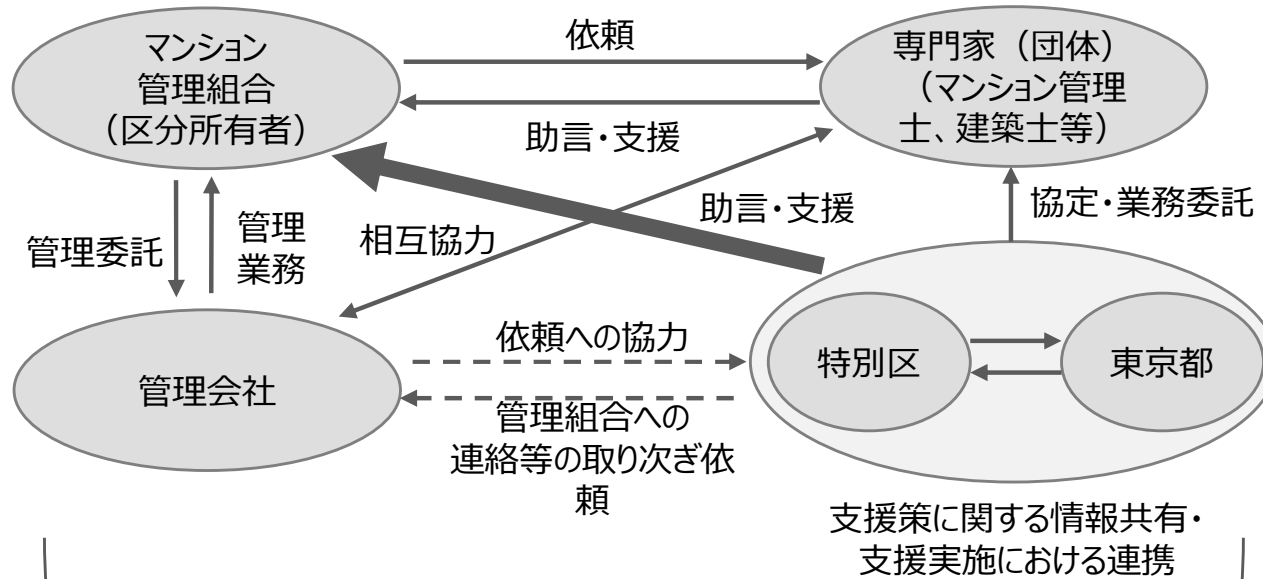 マンション
管理組合
（区分所有者）
依頼
専門家（団体）
（マンション管理
士、建築士等）
助言・支援
助言・支援
協定・業務委託
管理委託
管理
業務
相互協力
依頼への協力
特別区
東京都
管理会社
管理組合への
連絡等の取り次ぎ依
頼
支援策に関する情報共有・
支援実施における連携